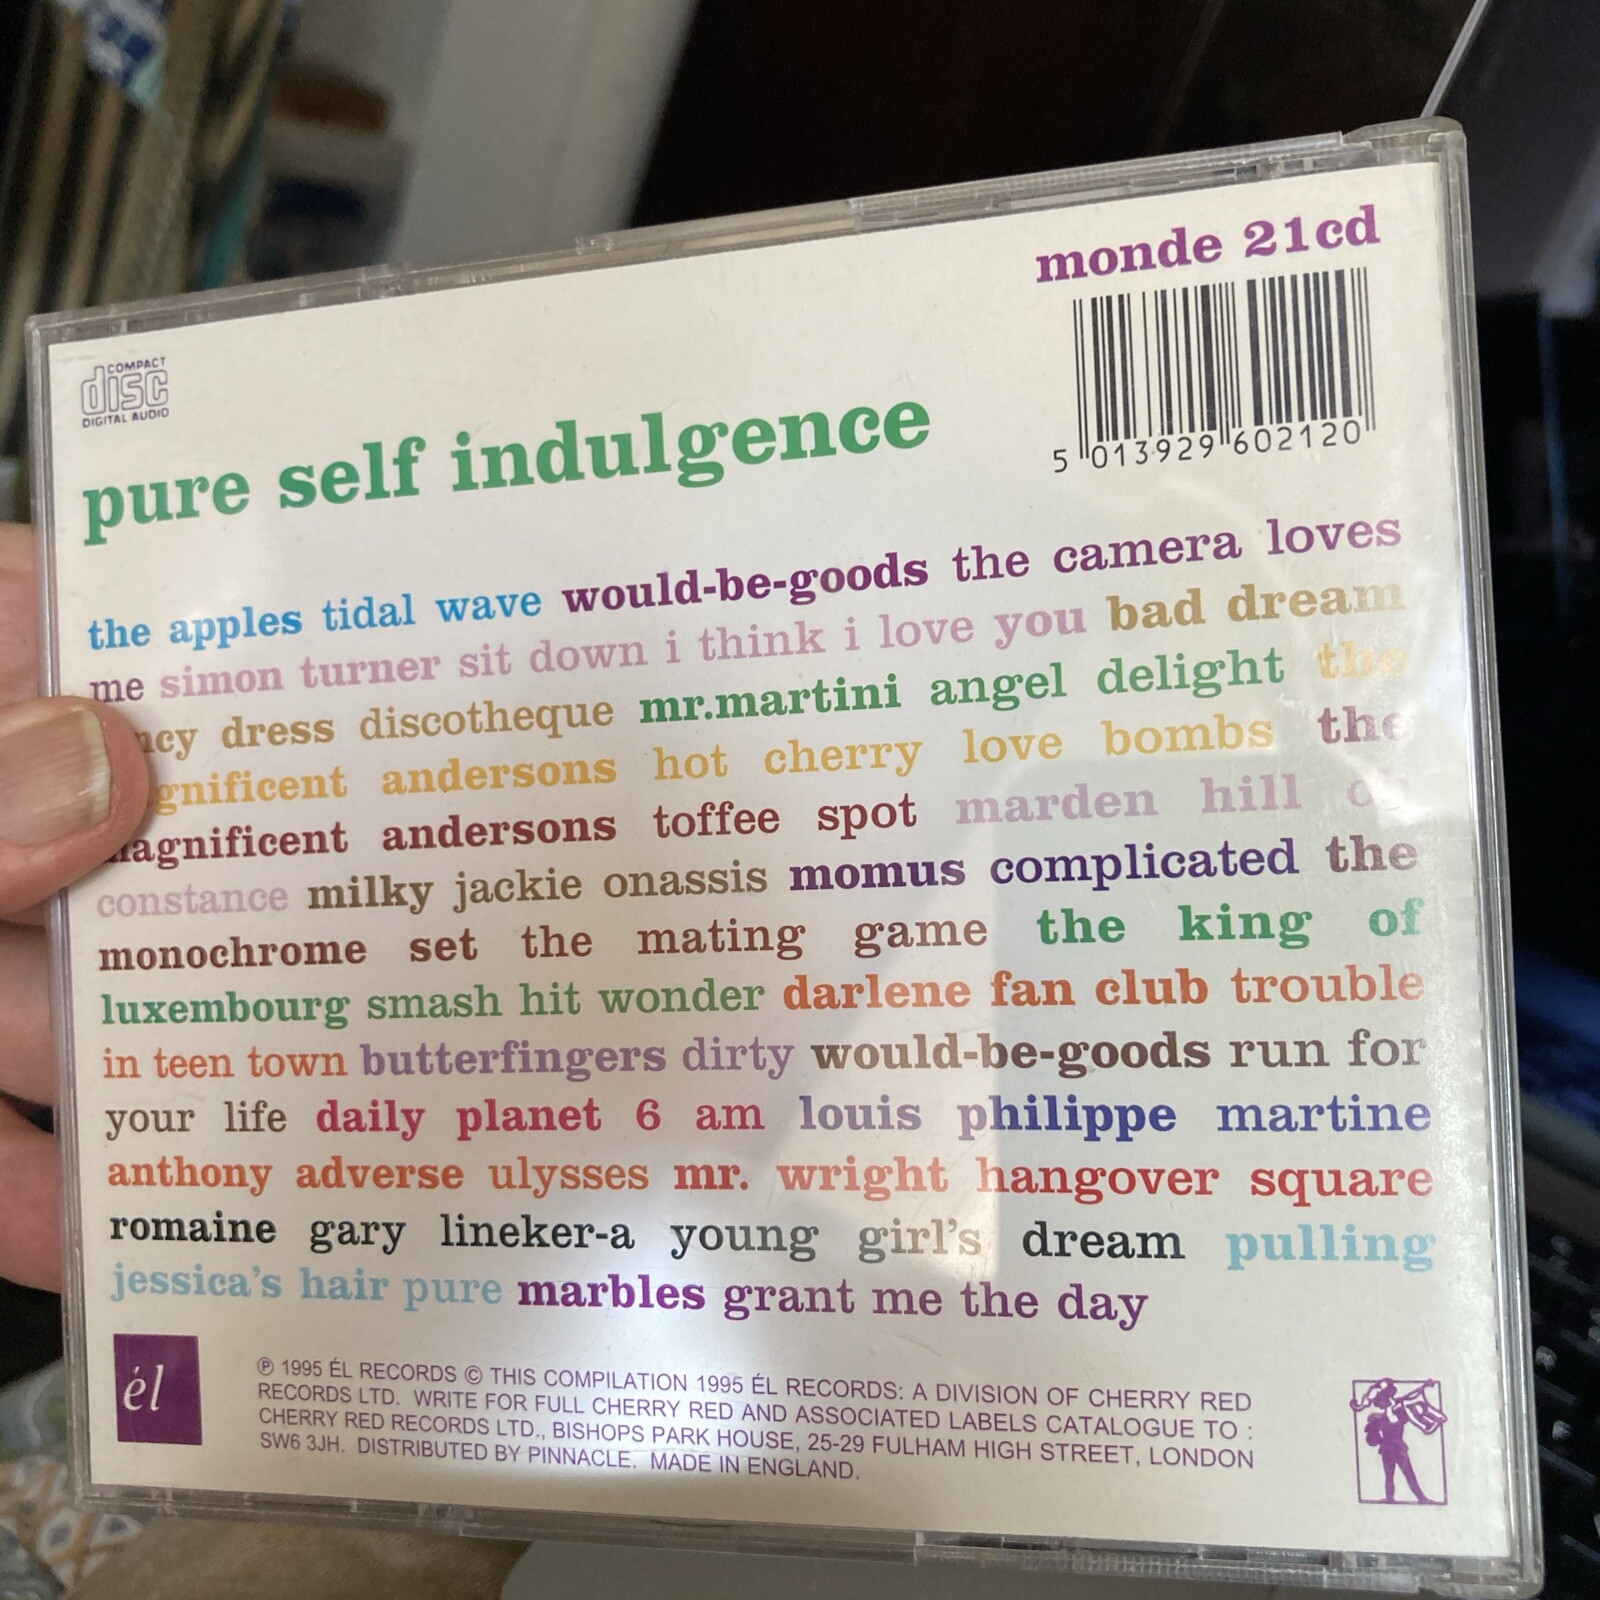 COMPACT
disc
DIGITAL AUDIO
monde 21cd
5 013929 602120
pure self indulgence
the apples tidal wave would-be-goods the camera loves
me simon turner sit down i think i love you bad dream
dress discotheque mr.martini angel delight the
andersons hot cherry love bombs the
magnificent andersons toffee spot marden hill
constance milky jackie onassis momus complicated the
monochrome set the mating game the king of
luxembourg smash hit wonder darlene fan club trouble
in teen town butterfingers dirty would-be-goods run for
your life daily planet 6 am louis philippe martine
anthony adverse ulysses mr. wright hangover square
romaine gary lineker-a young girl's dream pulling
jessica's hair pure marbles grant me the day
él
℗ 1995 ÉL RECORDS © THIS COMPILATION 1995 ÉL RECORDS: A DIVISION OF CHERRY RED
RECORDS LTD. WRITE FOR FULL CHERRY RED AND ASSOCIATED LABELS CATALOGUE TO :
CHERRY RED RECORDS LTD., BISHOPS PARK HOUSE, 25-29 FULHAM HIGH STREET, LONDON
SW6 3JH. DISTRIBUTED BY PINNACLE. MADE IN ENGLAND.